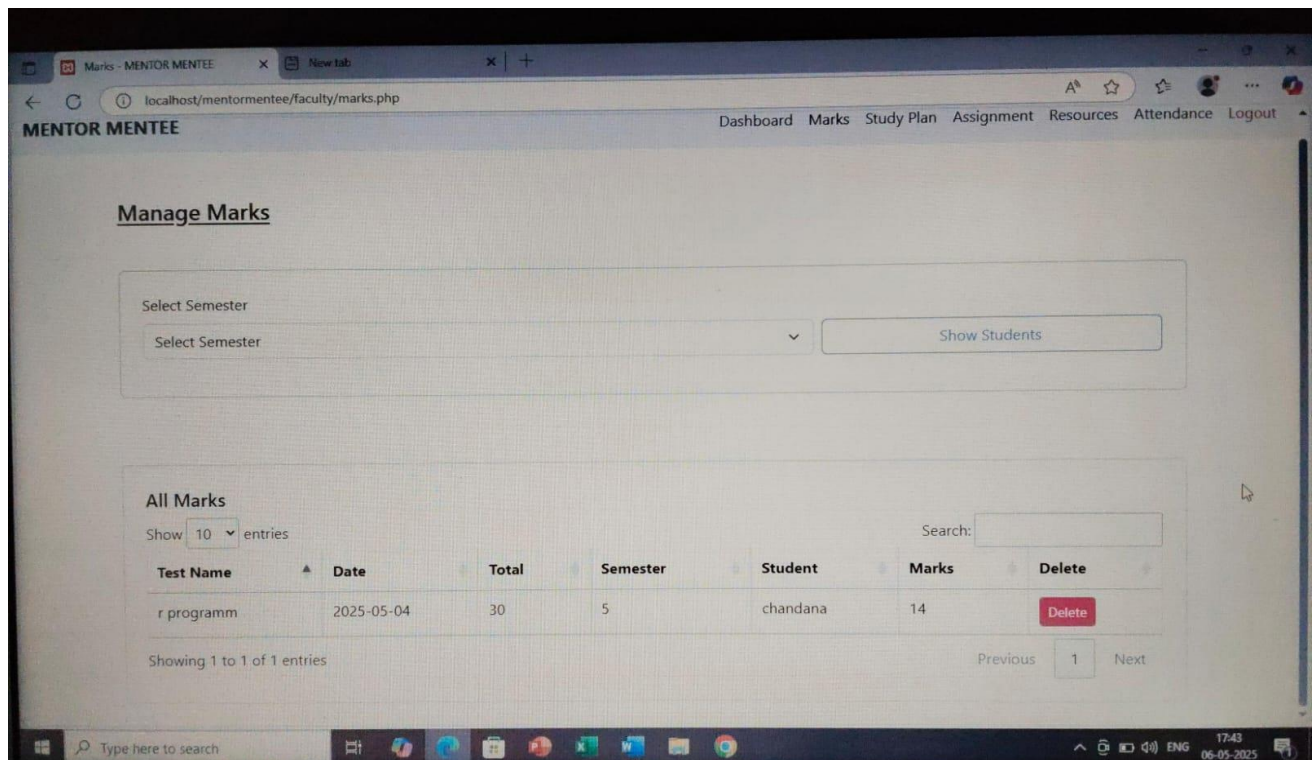 Marks - MENTOR MENTEE New tab
localhost/mentormentee/faculty/marks.php
MENTOR MENTEE Dashboard Marks Study Plan Assignment Resources Attendance Logout
Manage Marks
Select Semester
Select Semester Show Students
All Marks
Show 10 entries Search:
Test Name Date Total Semester Student Marks Delete
r programm 2025-05-04 30 5 chandana 14 Delete
Showing 1 to 1 of 1 entries Previous 1 Next
Type here to search ENG 17:43
06-05-2025